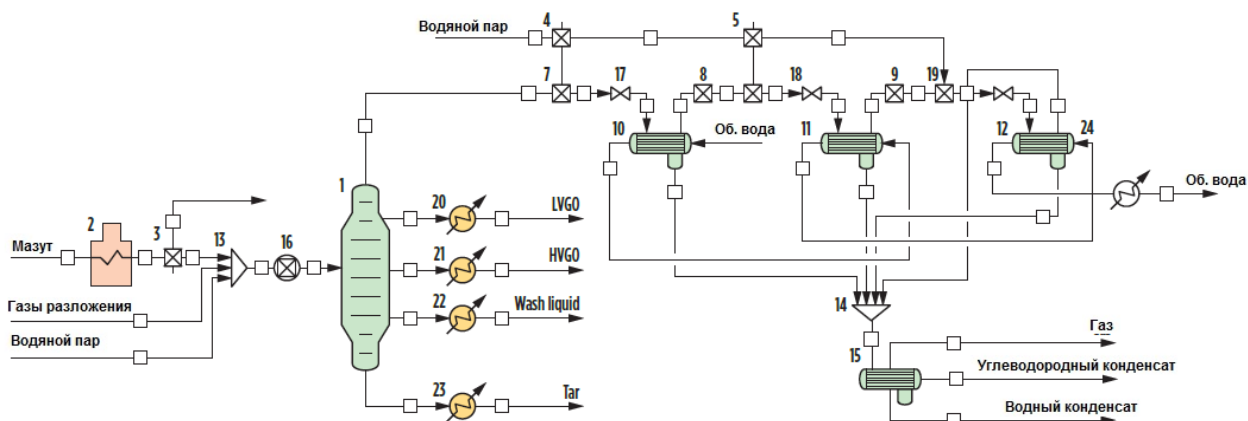 Водяной пар
4
5
7
17
8
18
9
19
10
Об. вода
11
12
24
Об. вода
1
20
LVGO
2
3
13
16
Мазут
21
HVGO
Газы разложения
22
Wash liquid
14
Водяной пар
Газ
15
Углеводородный конденсат
23
Tar
Водный конденсат